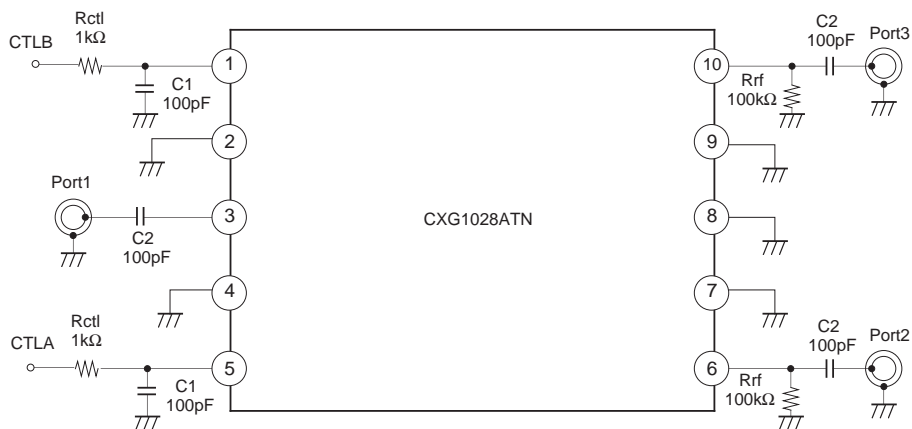 CTLB
Rctl
1kΩ
C1
100pF
1
2
Port1
C2
100pF
3
4
CTLA
Rctl
1kΩ
C1
100pF
5
CXG1028ATN
10
Rrf
100kΩ
C2
100pF
Port3
9
8
7
6
Rrf
100kΩ
C2
100pF
Port2